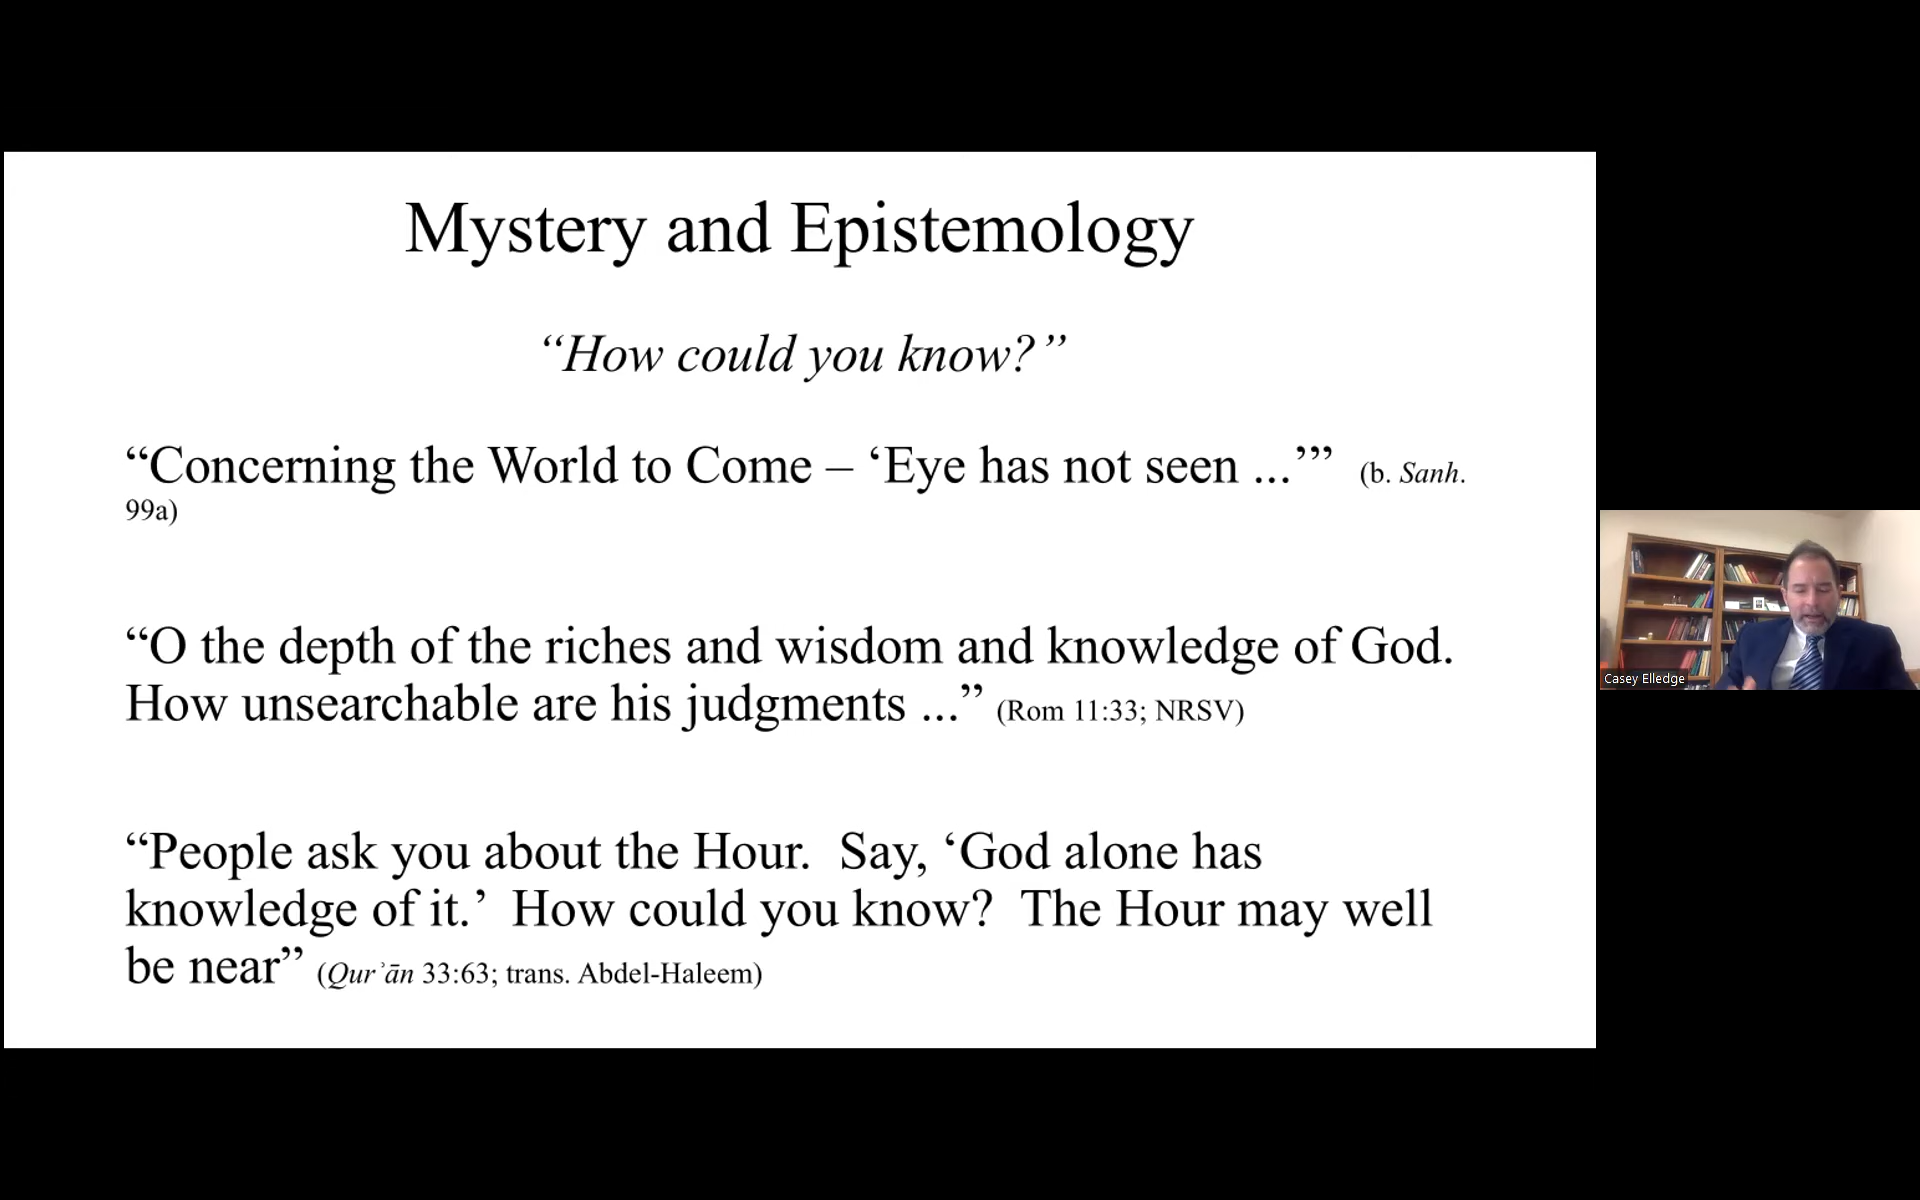 Mystery and Epistemology
“How could you know?”
“Concerning the World to Come – ‘Eye has not seen ...’” (b. Sanh.
99a)
“O the depth of the riches and wisdom and knowledge of God.
How unsearchable are his judgments ...” (Rom 11:33; NRSV)
“People ask you about the Hour.  Say, ‘God alone has
knowledge of it.’  How could you know?  The Hour may well
be near” (Qurʾān 33:63; trans. Abdel-Haleem)
Casey Elledge